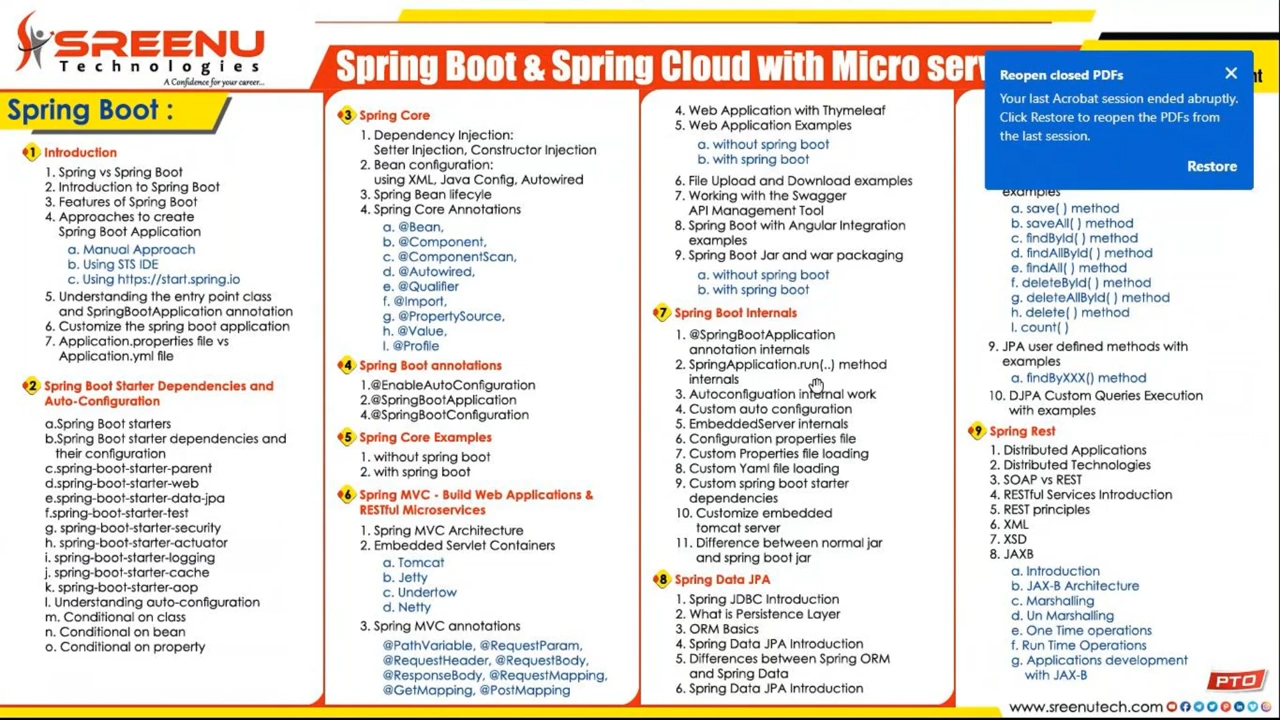 SREENU
Technologies
A Confidence for your career...
Spring Boot & Spring Cloud with Micro
Spring Boot :
1 Introduction
1. Spring vs Spring Boot
2. Introduction to Spring Boot
3. Features of Spring Boot
4. Approaches to create
Spring Boot Application
a. Manual Approach
b. Using STS IDE
c. Using https://start.spring.io
5. Understanding the entry point class
and SpringBootApplication annotation
6. Customize the spring boot application
7. Application.properties file vs
Application.yml file
2 Spring Boot Starter Dependencies and
Auto-Configuration
a.Spring Boot starters
b.Spring Boot starter dependencies and
their configuration
c.spring-boot-starter-parent
d.spring-boot-starter-web
e.spring-boot-starter-data-jpa
f.spring-boot-starter-test
g. spring-boot-starter-security
h. spring-boot-starter-actuator
i. spring-boot-starter-logging
j. spring-boot-starter-cache
k. spring-boot-starter-aop
l. Understanding auto-configuration
m. Conditional on class
n. Conditional on bean
o. Conditional on property
3 Spring Core
1. Dependency Injection:
Setter Injection, Constructor Injection
2. Bean configuration:
using XML, Java Config, Autowired
3. Spring Bean lifecyle
4. Spring Core Annotations
a. @Bean,
b. @Component,
c. @ComponentScan,
d. @Autowired,
e. @Qualifier
f. @Import,
g. @PropertySource,
h. @Value,
I. @Profile
4 Spring Boot annotations
1.@EnableAutoConfiguration
2.@SpringBootApplication
4.@SpringBootConfiguration
5 Spring Core Examples
1. without spring boot
2. with spring boot
6 Spring MVC - Build Web Applications &
RESTful Microservices
1. Spring MVC Architecture
2. Embedded Servlet Containers
a. Tomcat
b. Jetty
c. Undertow
d. Netty
3. Spring MVC annotations
@PathVariable, @RequestParam,
@RequestHeader, @RequestBody,
@ResponseBody, @RequestMapping,
@GetMapping, @PostMapping
4. Web Application with Thymeleaf
5. Web Application Examples
a. without spring boot
b. with spring boot
6. File Upload and Download examples
7. Working with the Swagger
API Management Tool
8. Spring Boot with Angular Integration
examples
9. Spring Boot Jar and war packaging
a. without spring boot
b. with spring boot
7 Spring Boot Internals
1. @SpringBootApplication
annotation internals
2. SpringApplication.run(..) method
internals
3. Autoconfiguation internal work
4. Custom auto configuration
5. EmbeddedServer internals
6. Configuration properties file
7. Custom Properties file loading
8. Custom Yaml file loading
9. Custom spring boot starter
dependencies
10. Customize embedded
tomcat server
11. Difference between normal jar
and spring boot jar
8 Spring Data JPA
1. Spring JDBC Introduction
2. What is Persistence Layer
3. ORM Basics
4. Spring Data JPA Introduction
5. Differences between Spring ORM
and Spring Data
6. Spring Data JPA Introduction
Reopen closed PDFs
Your last Acrobat session ended abruptly.
Click Restore to reopen the PDFs from
the last session.
Restore
examples
a. save( ) method
b. saveAll( ) method
c. findById( ) method
d. findAllById( ) method
e. findAll( ) method
f. deleteById( ) method
g. deleteAllById( ) method
h. delete( ) method
I. count( )
9. JPA user defined methods with
examples
a. findByXXX() method
10. DJPA Custom Queries Execution
with examples
9 Spring Rest
1. Distributed Applications
2. Distributed Technologies
3. SOAP vs REST
4. RESTful Services Introduction
5. REST principles
6. XML
7. XSD
8. JAXB
a. Introduction
b. JAX-B Architecture
c. Marshalling
d. Un Marshalling
e. One Time operations
f. Run Time Operations
g. Applications development
with JAX-B
PTO
www.sreenutech.com